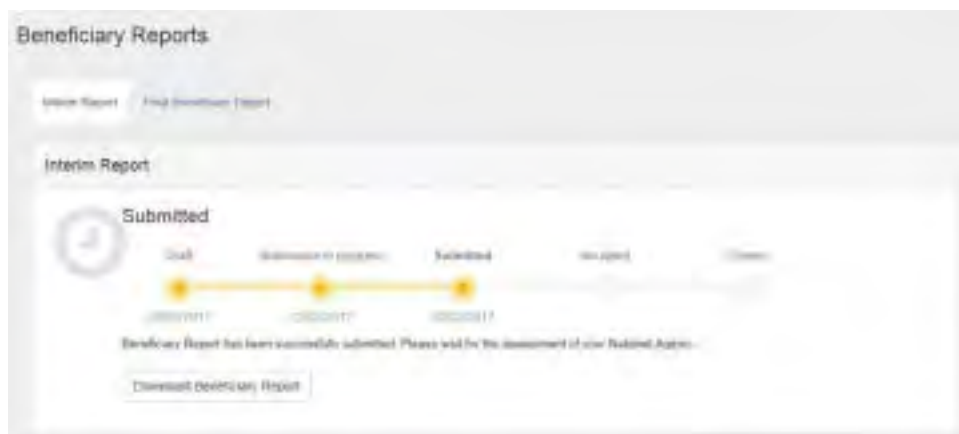 Beneficiary Reports
Interim Report Final Beneficiary Report
Interim Report
Submitted
Draft Submission in progress Submitted Accepted
Beneficiary Report has been successfully submitted. Please wait for the assessment of your National Agency.
Download Beneficiary Report